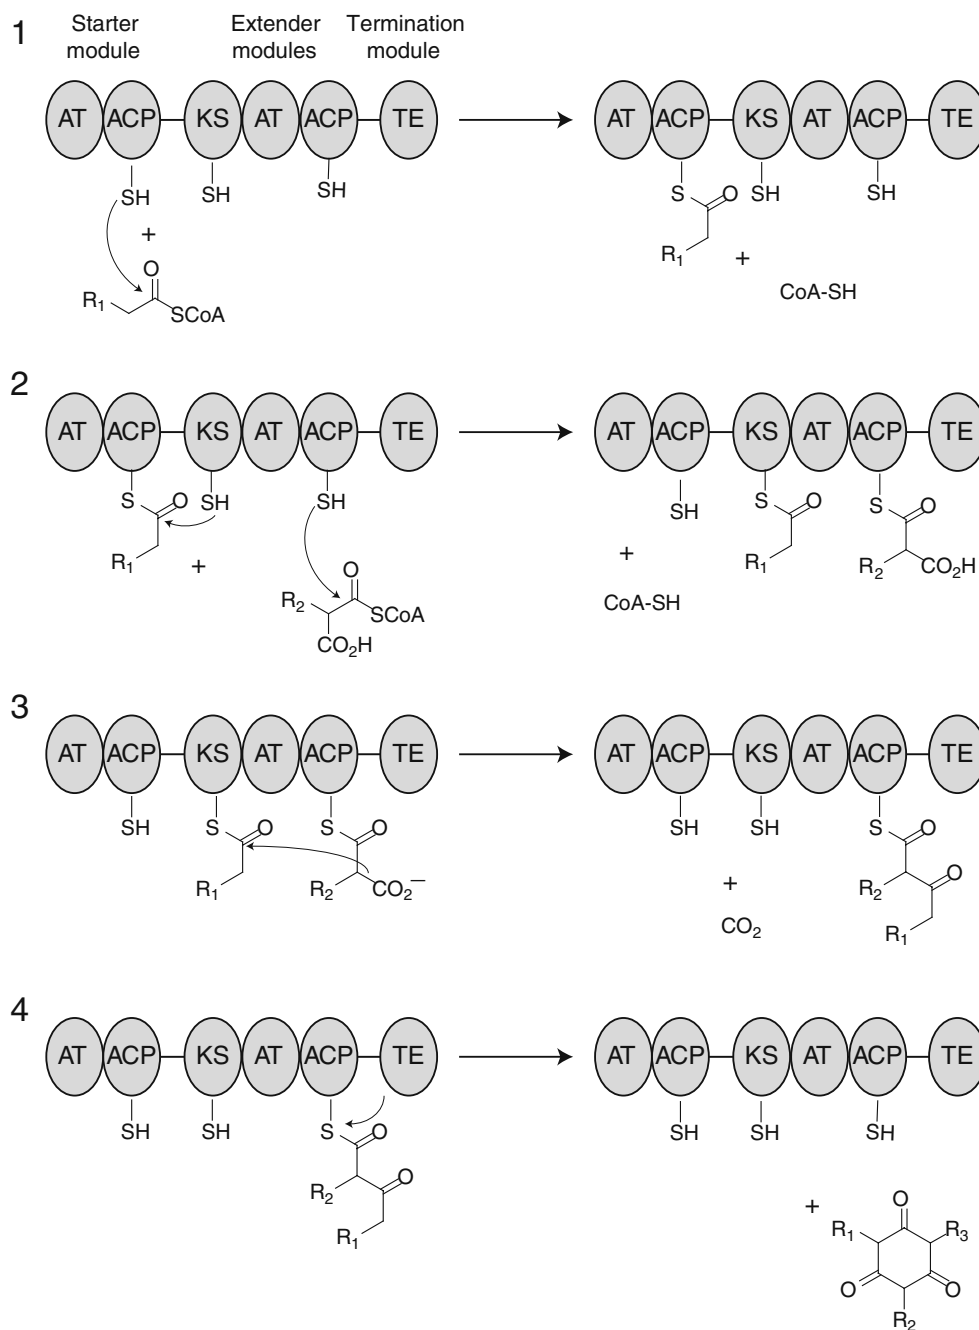 1
Starter module
Extender modules
Termination module
AT ACP KS AT ACP TE
AT ACP KS AT ACP TE
SH SH SH
S O SH SH
+
R1
+
O
CoA-SH
R1
SCoA
2
AT ACP KS AT ACP TE
AT ACP KS AT ACP TE
S O SH SH
SH S O S O
R1
+
+
R1
R2
CO2H
O
R2
SCoA
CoA-SH
CO2H
3
AT ACP KS AT ACP TE
AT ACP KS AT ACP TE
SH S O S O
SH SH S O
R1
R2
CO2–
+
R2
O
CO2
R1
4
AT ACP KS AT ACP TE
AT ACP KS AT ACP TE
SH SH S O
SH SH SH
R2
O
R1
+
O
R1
R3
O
O
R2